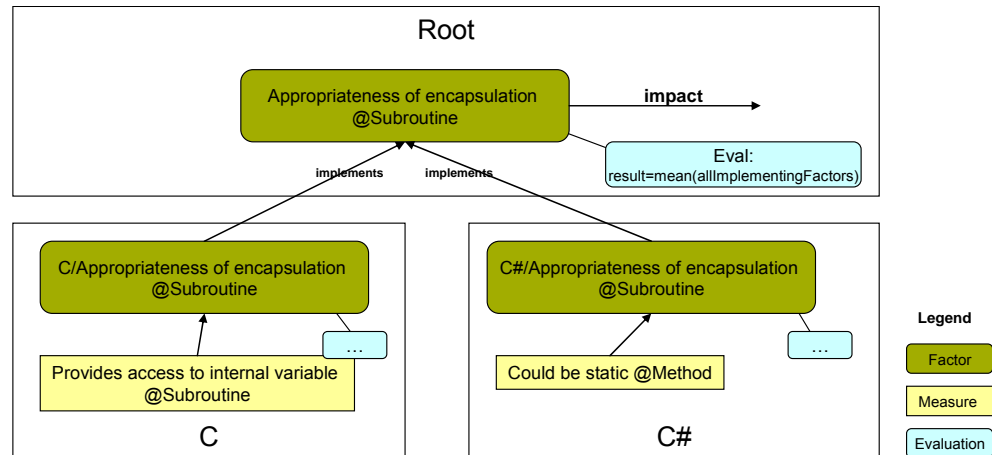 Root
Appropriateness of encapsulation
@Subroutine
impact
Eval:
result=mean(allImplementingFactors)
implements
implements
C/Appropriateness of encapsulation
@Subroutine
…
Provides access to internal variable
@Subroutine
C
C#/Appropriateness of encapsulation
@Subroutine
…
Could be static @Method
C#
Legend
Factor
Measure
Evaluation